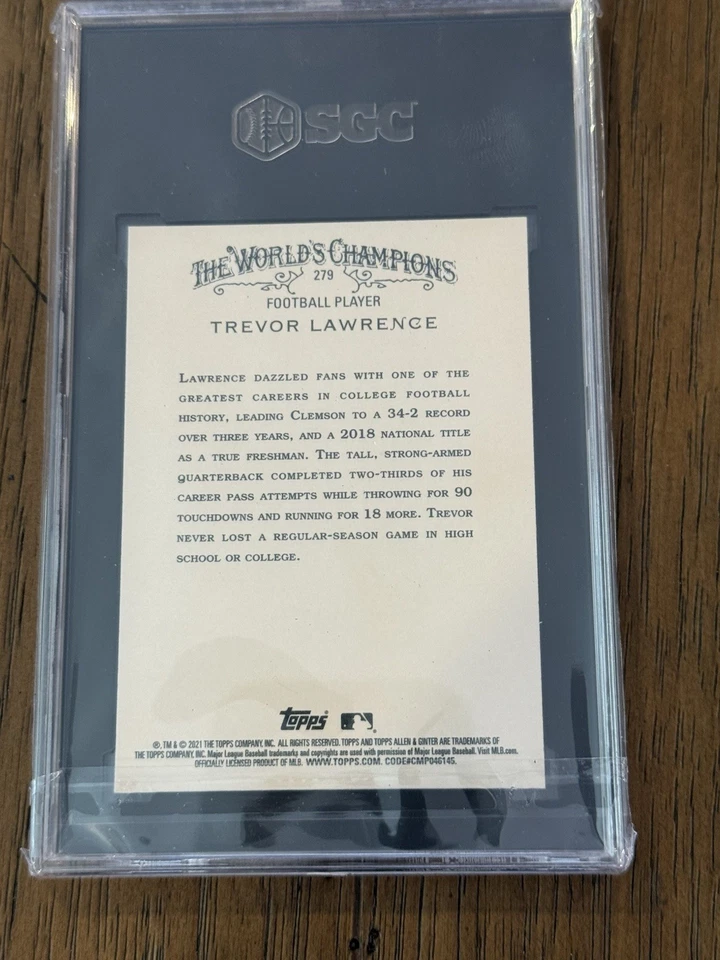 SGC
THE WORLD'S CHAMPIONS
279
FOOTBALL PLAYER
TREVOR LAWRENCE
LAWRENCE DAZZLED FANS WITH ONE OF THE
GREATEST CAREERS IN COLLEGE FOOTBALL
HISTORY, LEADING CLEMSON TO A 34-2 RECORD
OVER THREE YEARS, AND A 2018 NATIONAL TITLE
AS A TRUE FRESHMAN. THE TALL, STRONG-ARMED
QUARTERBACK COMPLETED TWO-THIRDS OF HIS
CAREER PASS ATTEMPTS WHILE THROWING FOR 90
TOUCHDOWNS AND RUNNING FOR 18 MORE. TREVOR
NEVER LOST A REGULAR-SEASON GAME IN HIGH
SCHOOL OR COLLEGE.
topps
®, TM & © 2021 THE TOPPS COMPANY, INC. ALL RIGHTS RESERVED. TOPPS AND TOPPS ALLEN & GINTER ARE TRADEMARKS OF
THE TOPPS COMPANY, INC. Major League Baseball trademarks and copyrights are used with permission of Major League Baseball. Visit MLB.com.
OFFICIALLY LICENSED PRODUCT OF MLB. WWW.TOPPS.COM. CODE#CMP046145.